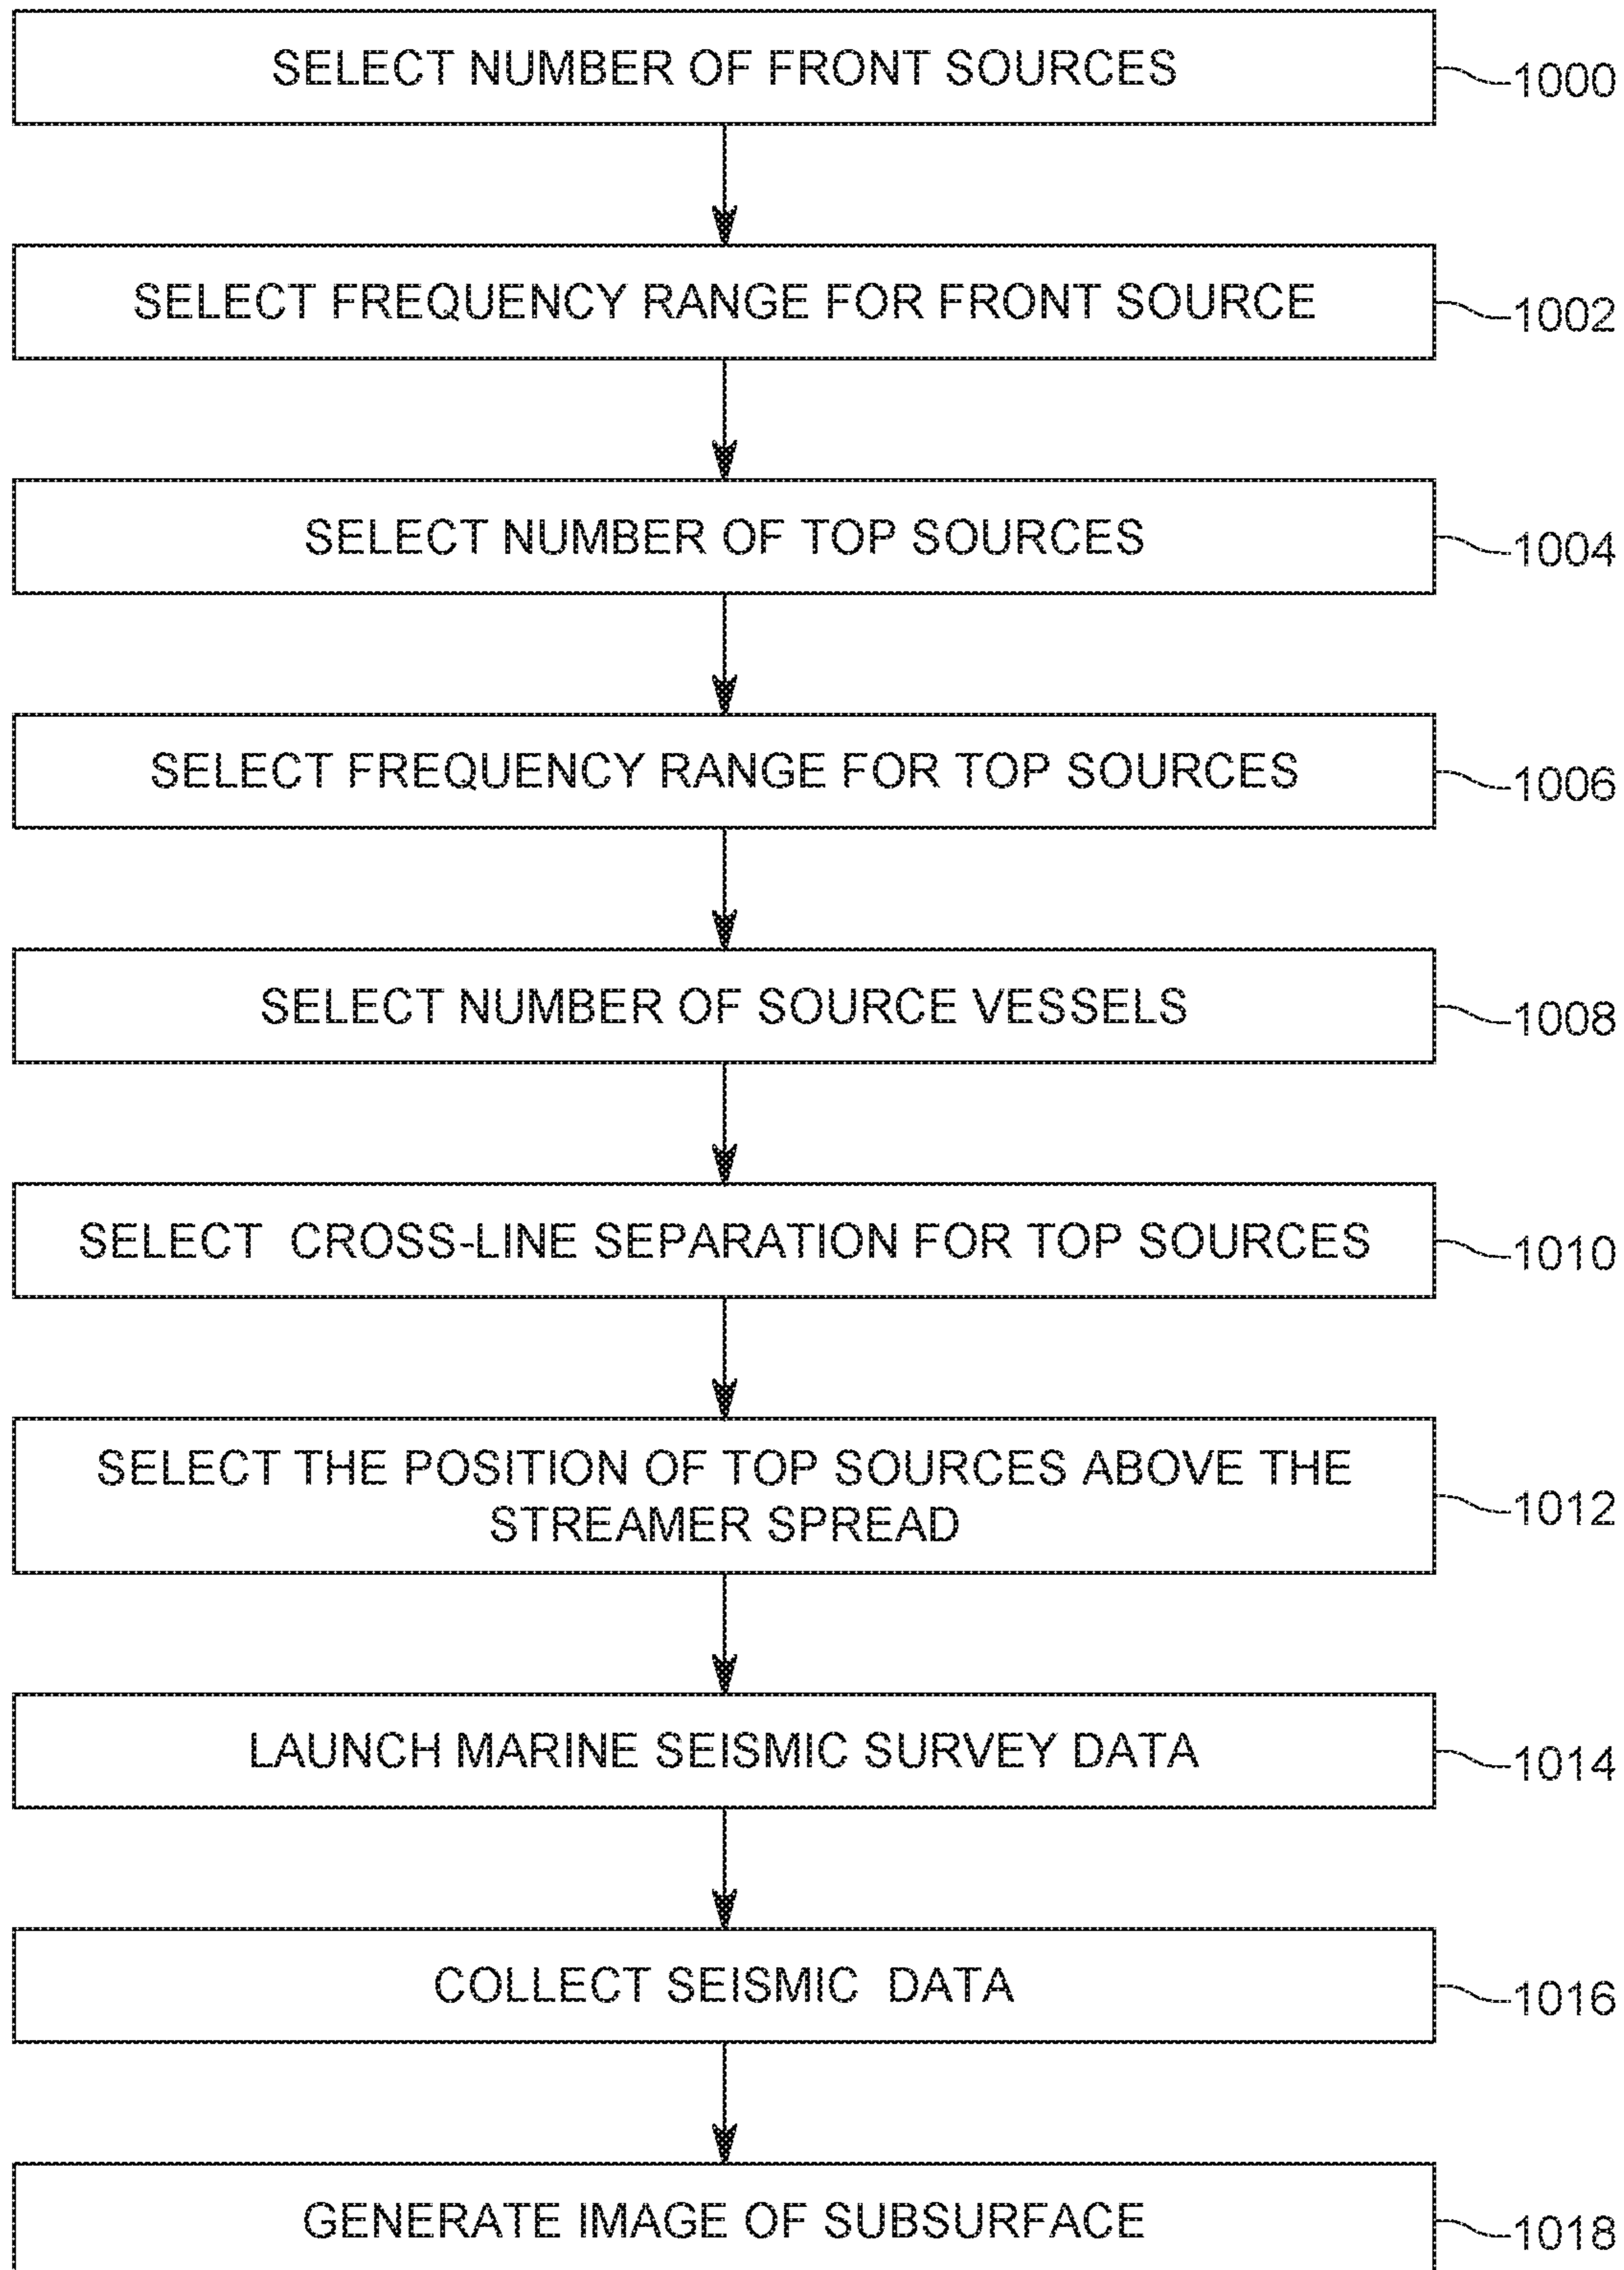 SELECT NUMBER OF FRONT SOURCES
1000
SELECT FREQUENCY RANGE FOR FRONT SOURCE
1002
SELECT NUMBER OF TOP SOURCES
1004
SELECT FREQUENCY RANGE FOR TOP SOURCES
1006
SELECT NUMBER OF SOURCE VESSELS
1008
SELECT CROSS-LINE SEPARATION FOR TOP SOURCES
1010
SELECT THE POSITION OF TOP SOURCES ABOVE THE
STREAMER SPREAD
1012
LAUNCH MARINE SEISMIC SURVEY DATA
1014
COLLECT SEISMIC DATA
1016
GENERATE IMAGE OF SUBSURFACE
1018